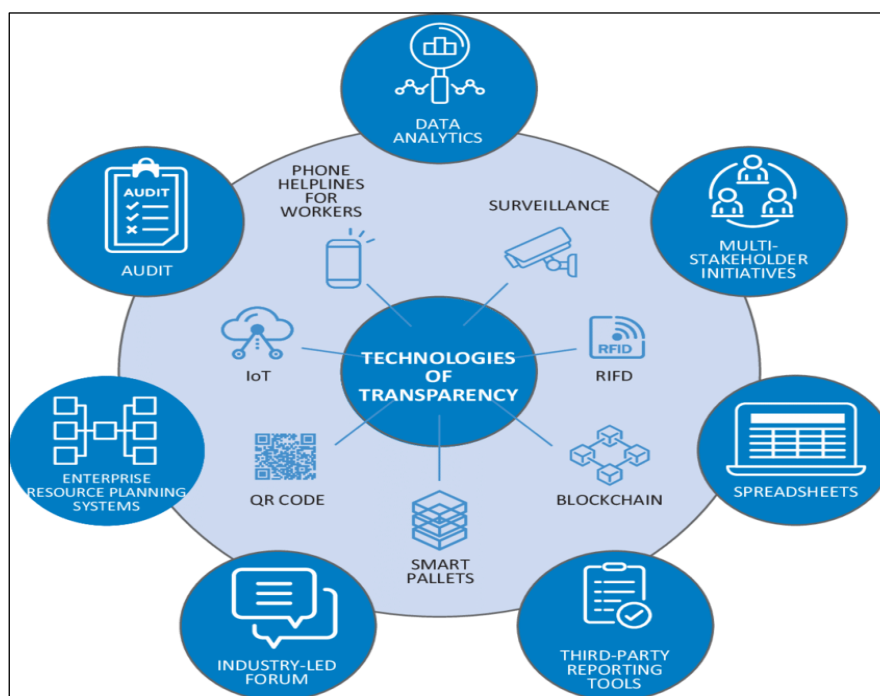 DATA
ANALYTICS
PHONE
HELPLINES
FOR
WORKERS
SURVEILLANCE
AUDIT
AUDIT
MULTI-
STAKEHOLDER
INITIATIVES
TECHNOLOGIES
OF
TRANSPARENCY
IoT
RFID
RIFD
ENTERPRISE
RESOURCE PLANNING
SYSTEMS
QR CODE
BLOCKCHAIN
SPREADSHEETS
SMART
PALLETS
INDUSTRY-LED
FORUM
THIRD-PARTY
REPORTING
TOOLS